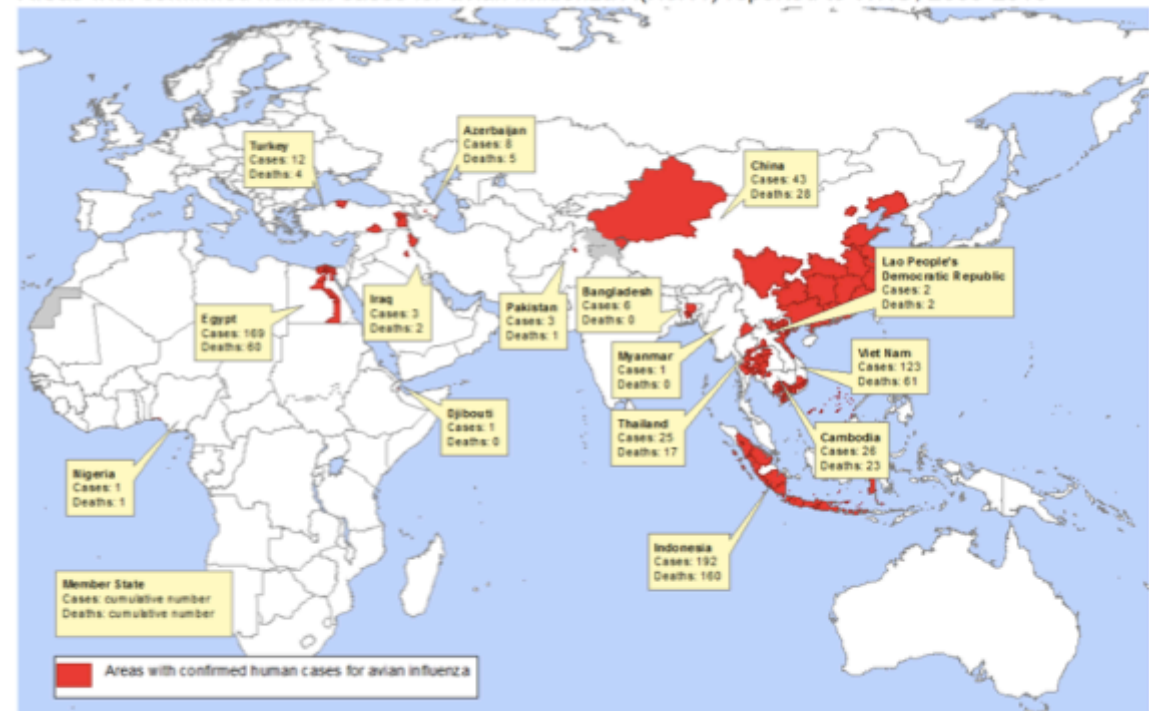 Turkey
Cases: 12
Deaths: 4
Azerbaijan
Cases: 8
Deaths: 5
China
Cases: 43
Deaths: 28
Lao People's
Democratic Republic
Cases: 2
Deaths: 2
Egypt
Cases: 169
Deaths: 60
Iraq
Cases: 3
Deaths: 2
Pakistan
Cases: 3
Deaths: 1
Bangladesh
Cases: 6
Deaths: 0
Myanmar
Cases: 1
Deaths: 0
Viet Nam
Cases: 123
Deaths: 61
Djibouti
Cases: 1
Deaths: 0
Thailand
Cases: 25
Deaths: 17
Cambodia
Cases: 26
Deaths: 23
Nigeria
Cases: 1
Deaths: 1
Indonesia
Cases: 192
Deaths: 160
Member State
Cases: cumulative number
Deaths: cumulative number
Areas with confirmed human cases for avian influenza